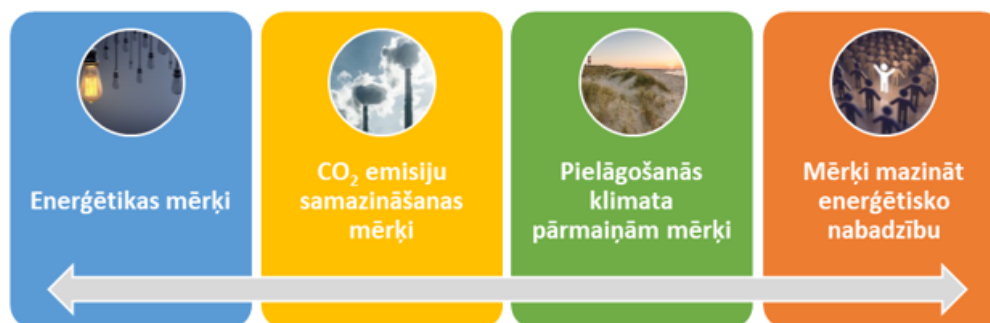 Enerģētikas mērķi
CO₂ emisiju
samazināšanas
mērķi
Pielāgošanās
klimata
pārmaiņām mērķi
Mērķi mazināt
enerģētisko
nabadzību